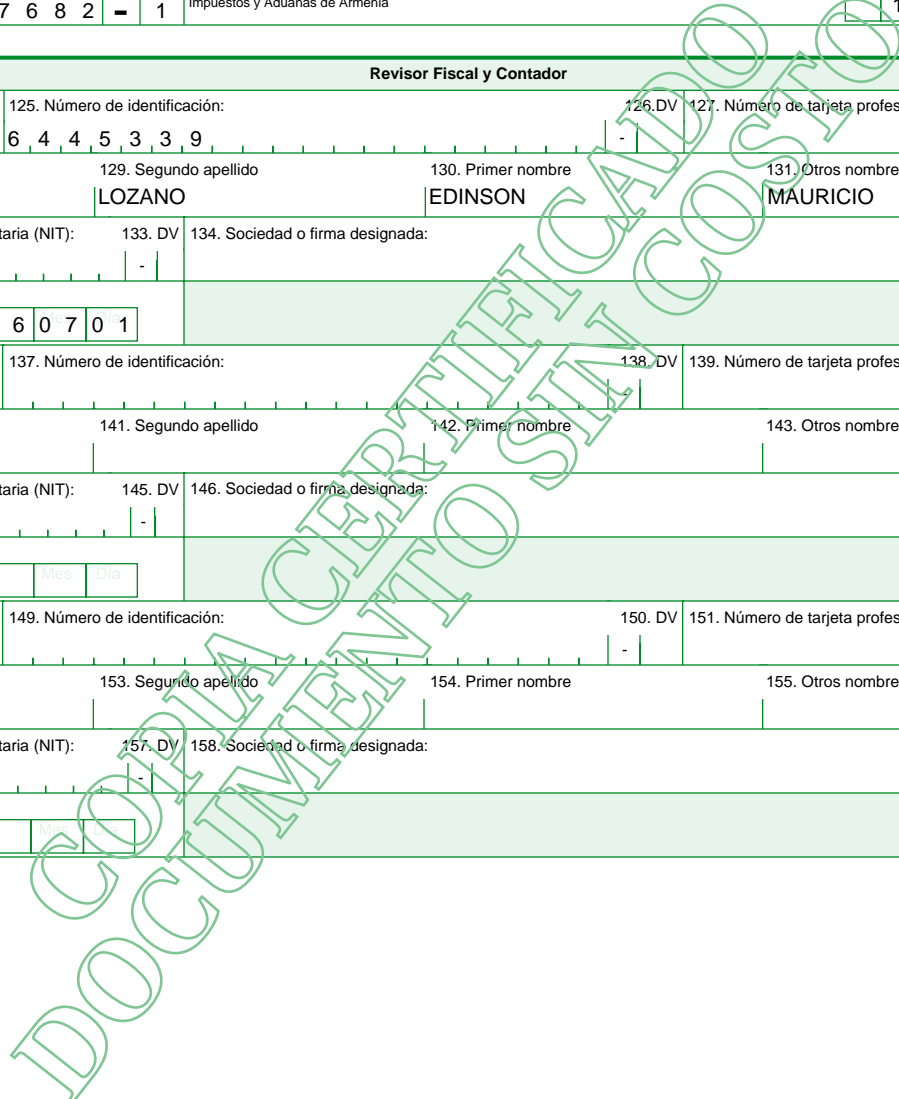 7 6 8 2 - 1 Impuestos y Aduanas de Armenia 1
Revisor Fiscal y Contador
125. Número de identificación: 126.DV 127. Número de tarjeta profes
6 4 4 5 3 3 9 -
129. Segundo apellido 130. Primer nombre 131. Otros nombre
LOZANO EDINSON MAURICIO
taria (NIT): 133. DV 134. Sociedad o firma designada:
-
6 0 7 0 1 Mes Día
137. Número de identificación: 138. DV 139. Número de tarjeta profes
-
141. Segundo apellido 142. Primer nombre 143. Otros nombre
taria (NIT): 145. DV 146. Sociedad o firma designada:
-
Mes Día
149. Número de identificación: 150. DV 151. Número de tarjeta profes
-
153. Segundo apellido 154. Primer nombre 155. Otros nombre
taria (NIT): 157. DV 158. Sociedad o firma designada:
-
Mes Día
COPIA CERTIFICADO
DOCUMENTO SIN COSTO